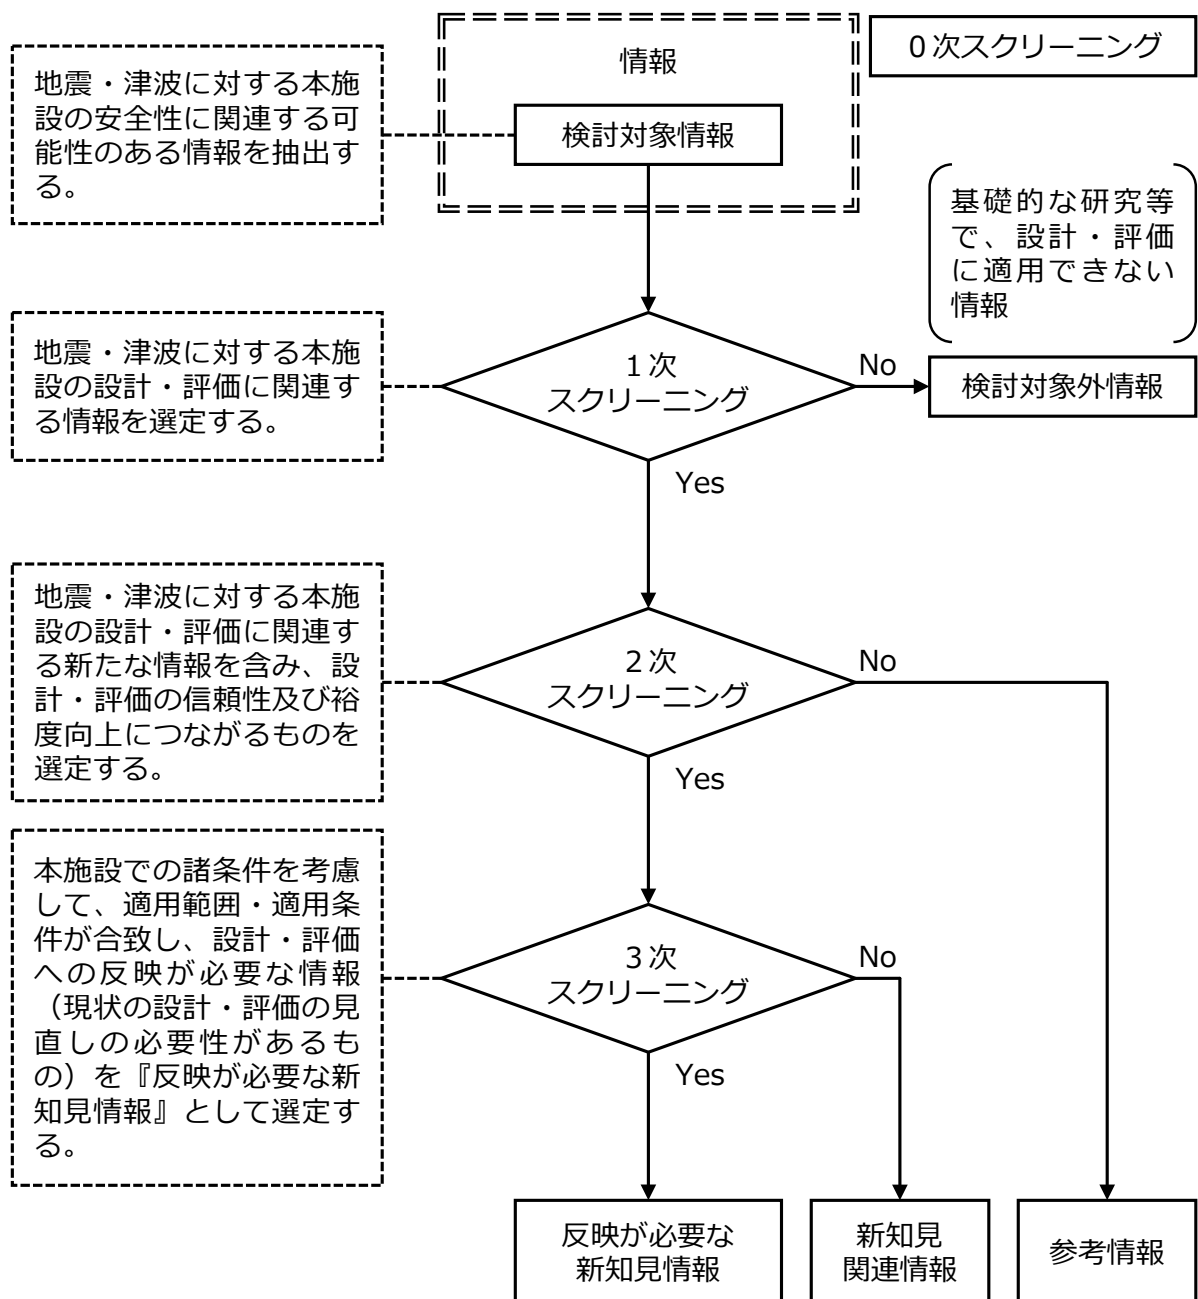 ０次スクリーニング
情報
検討対象情報
地震・津波に対する本施
設の安全性に関連する可
能性のある情報を抽出す
る。
基礎的な研究等
で、設計・評価
に適用できない
情報
地震・津波に対する本施
設の設計・評価に関連す
る情報を選定する。
１次
スクリーニング
No
検討対象外情報
Yes
地震・津波に対する本施
設の設計・評価に関連す
る新たな情報を含み、設
計・評価の信頼性及び裕
度向上につながるものを
選定する。
２次
スクリーニング
No
Yes
本施設での諸条件を考慮
して、適用範囲・適用条
件が合致し、設計・評価
への反映が必要な情報
（現状の設計・評価の見
直しの必要性があるも
の）を『反映が必要な新
知見情報』として選定す
る。
３次
スクリーニング
No
Yes
反映が必要な
新知見情報
新知見
関連情報
参考情報